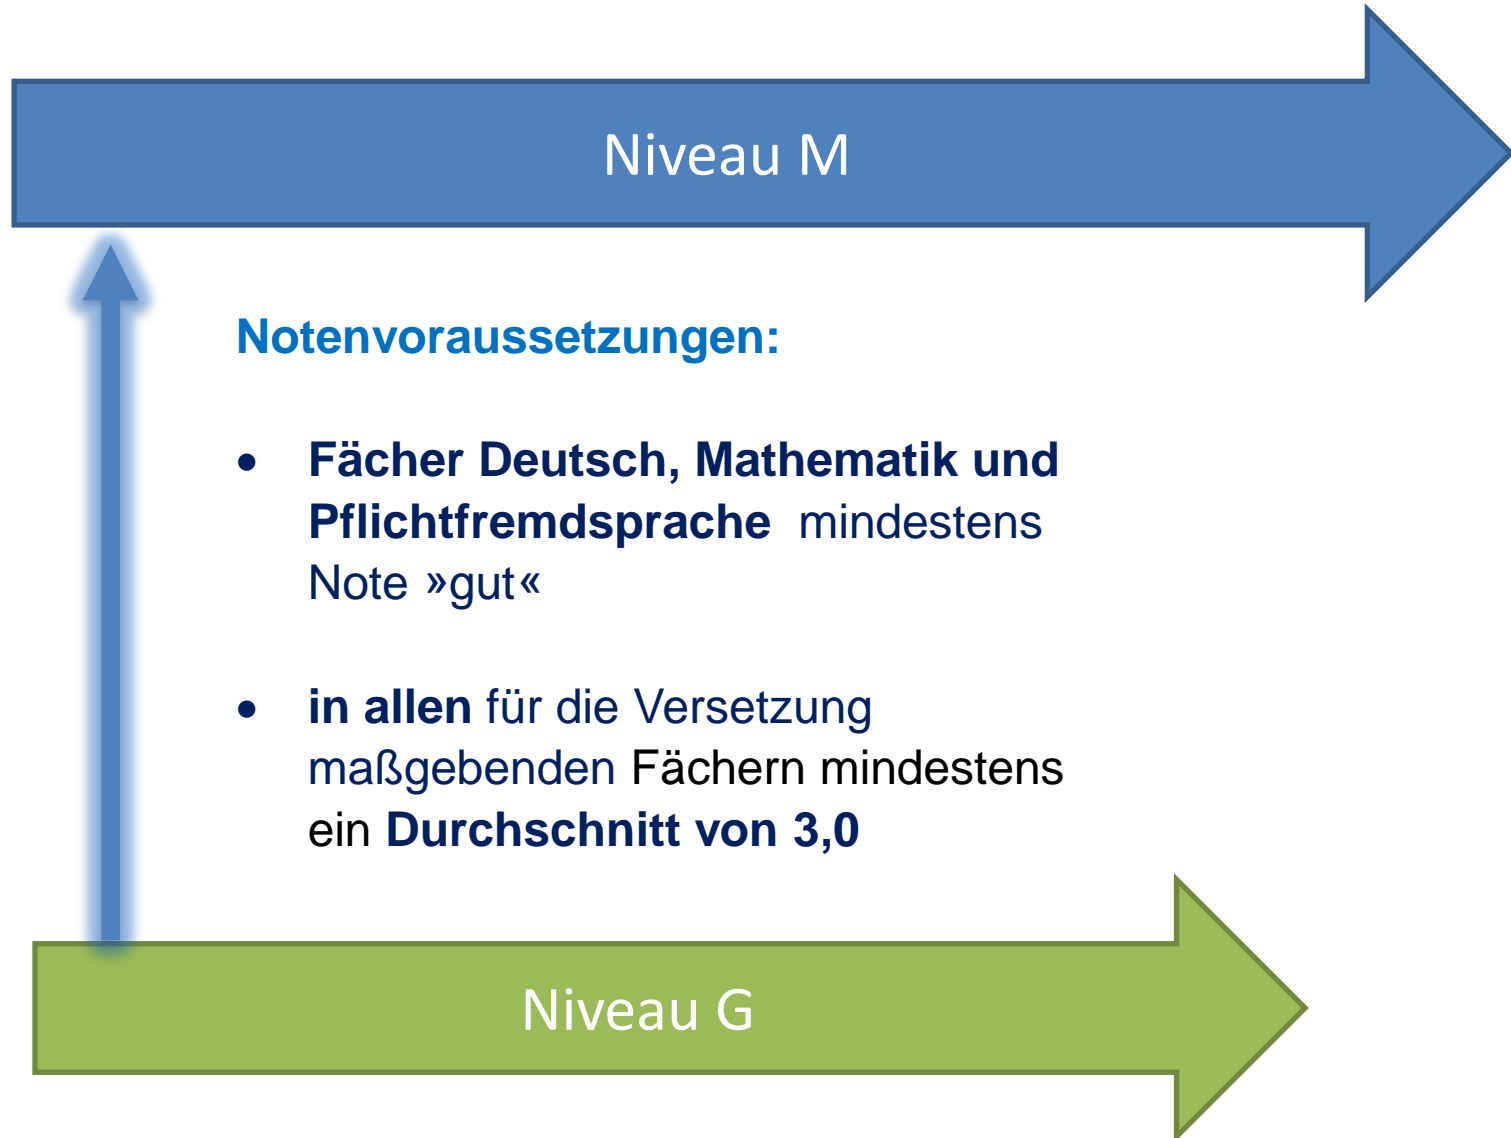 Niveau M
Notenvoraussetzungen:
• Fächer Deutsch, Mathematik und
Pflichtfremdsprache mindestens
Note »gut«
• in allen für die Versetzung
maßgebenden Fächern mindestens
ein Durchschnitt von 3,0
Niveau G